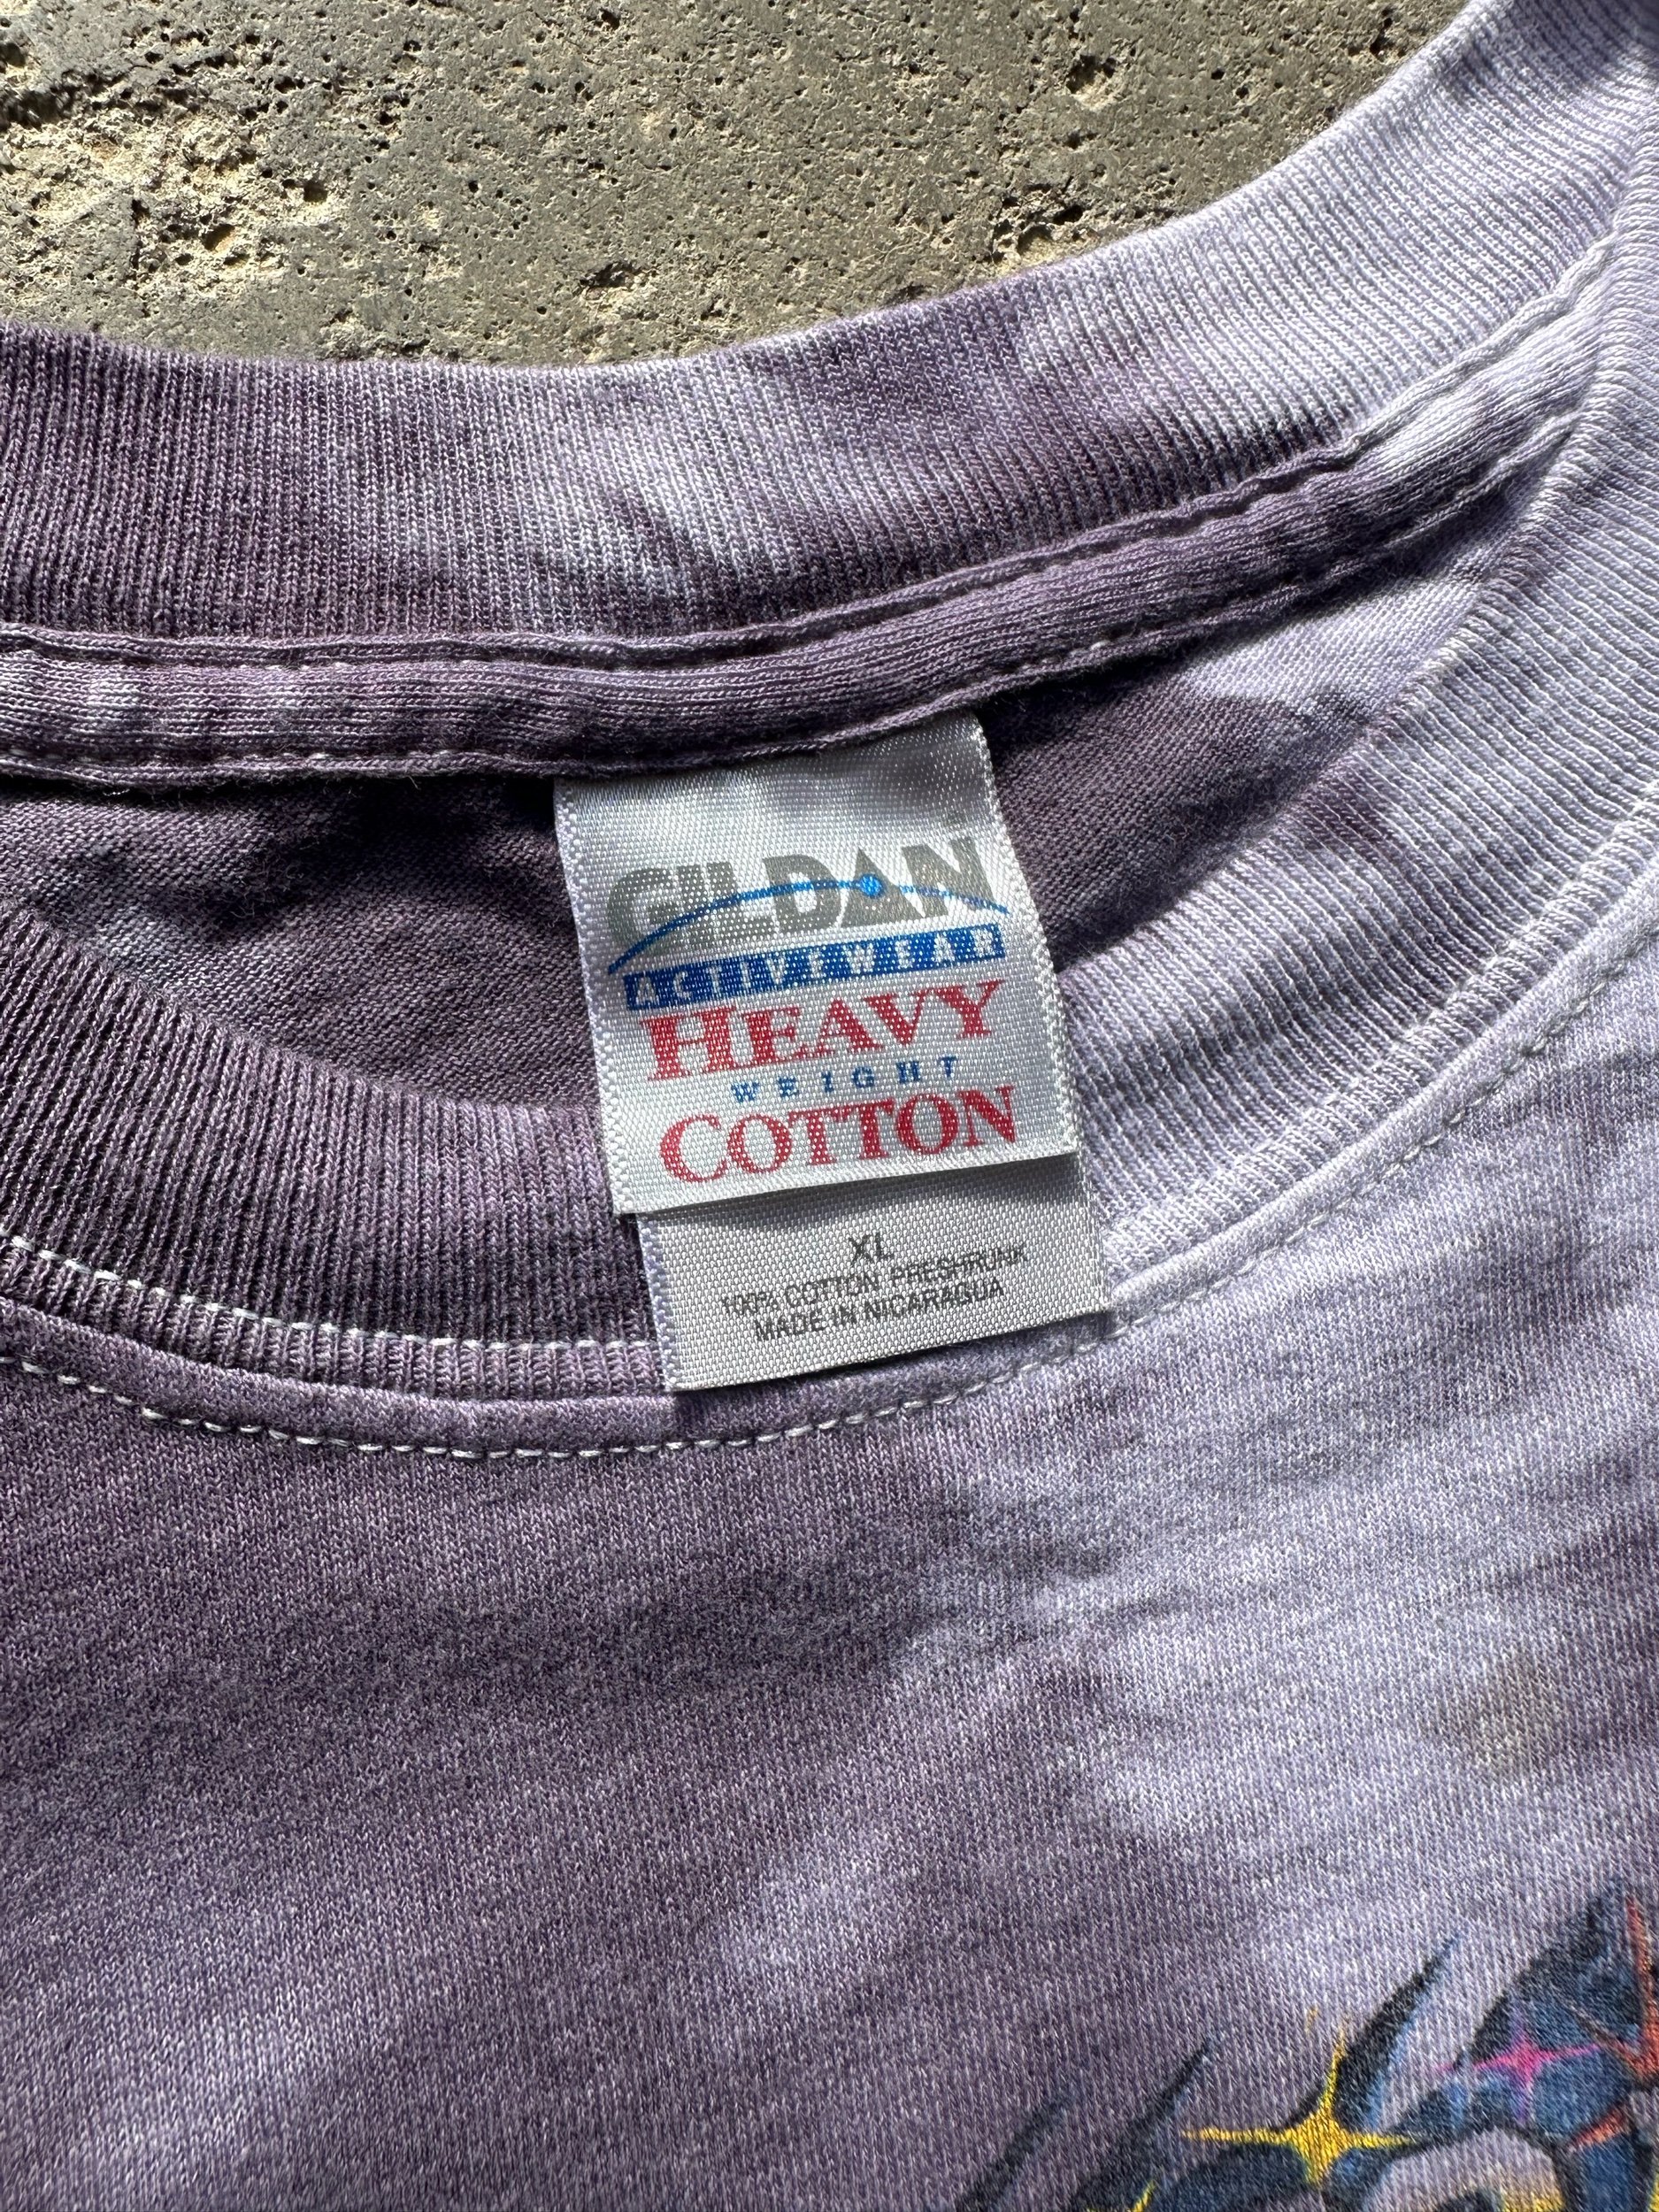 GILDAN
ACTIVEWEAR
HEAVY
WEIGHT
COTTON
XL
100% COTTON PRESHRUNK
MADE IN NICARAGUA